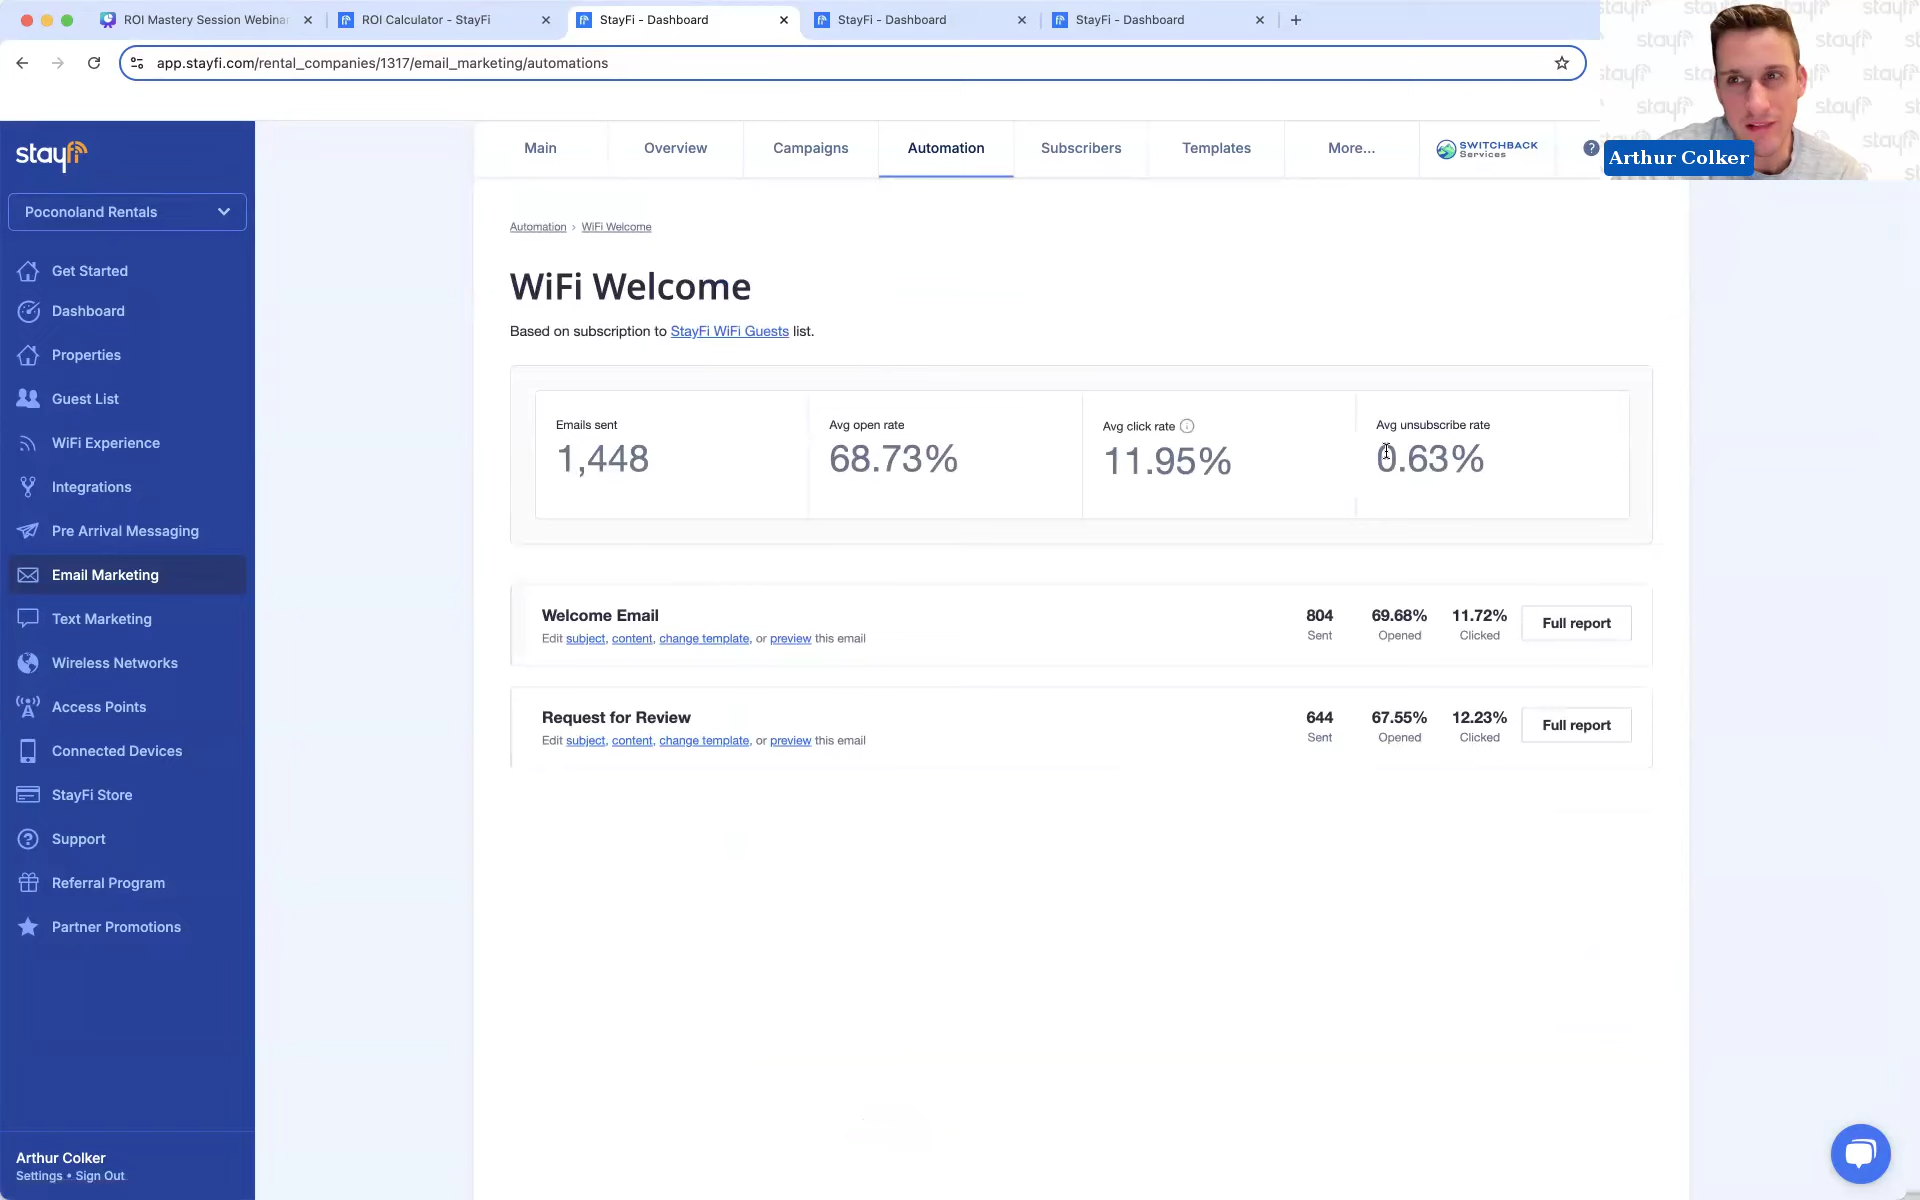 ROI Mastery Session Webinar
ROI Calculator - StayFi
StayFi - Dashboard
StayFi - Dashboard
StayFi - Dashboard
app.stayfi.com/rental_companies/1317/email_marketing/automations
stayfi
Poconoland Rentals
Get Started
Dashboard
Properties
Guest List
WiFi Experience
Integrations
Pre Arrival Messaging
Email Marketing
Text Marketing
Wireless Networks
Access Points
Connected Devices
StayFi Store
Support
Referral Program
Partner Promotions
Arthur Colker
Settings • Sign Out
Main
Overview
Campaigns
Automation
Subscribers
Templates
More...
SWITCHBACK
Services
?
Arthur Colker
Automation › WiFi Welcome
WiFi Welcome
Based on subscription to StayFi WiFi Guests list.
Emails sent
1,448
Avg open rate
68.73%
Avg click rate
11.95%
Avg unsubscribe rate
0.63%
Welcome Email
Edit subject, content, change template, or preview this email
804
Sent
69.68%
Opened
11.72%
Clicked
Full report
Request for Review
Edit subject, content, change template, or preview this email
644
Sent
67.55%
Opened
12.23%
Clicked
Full report